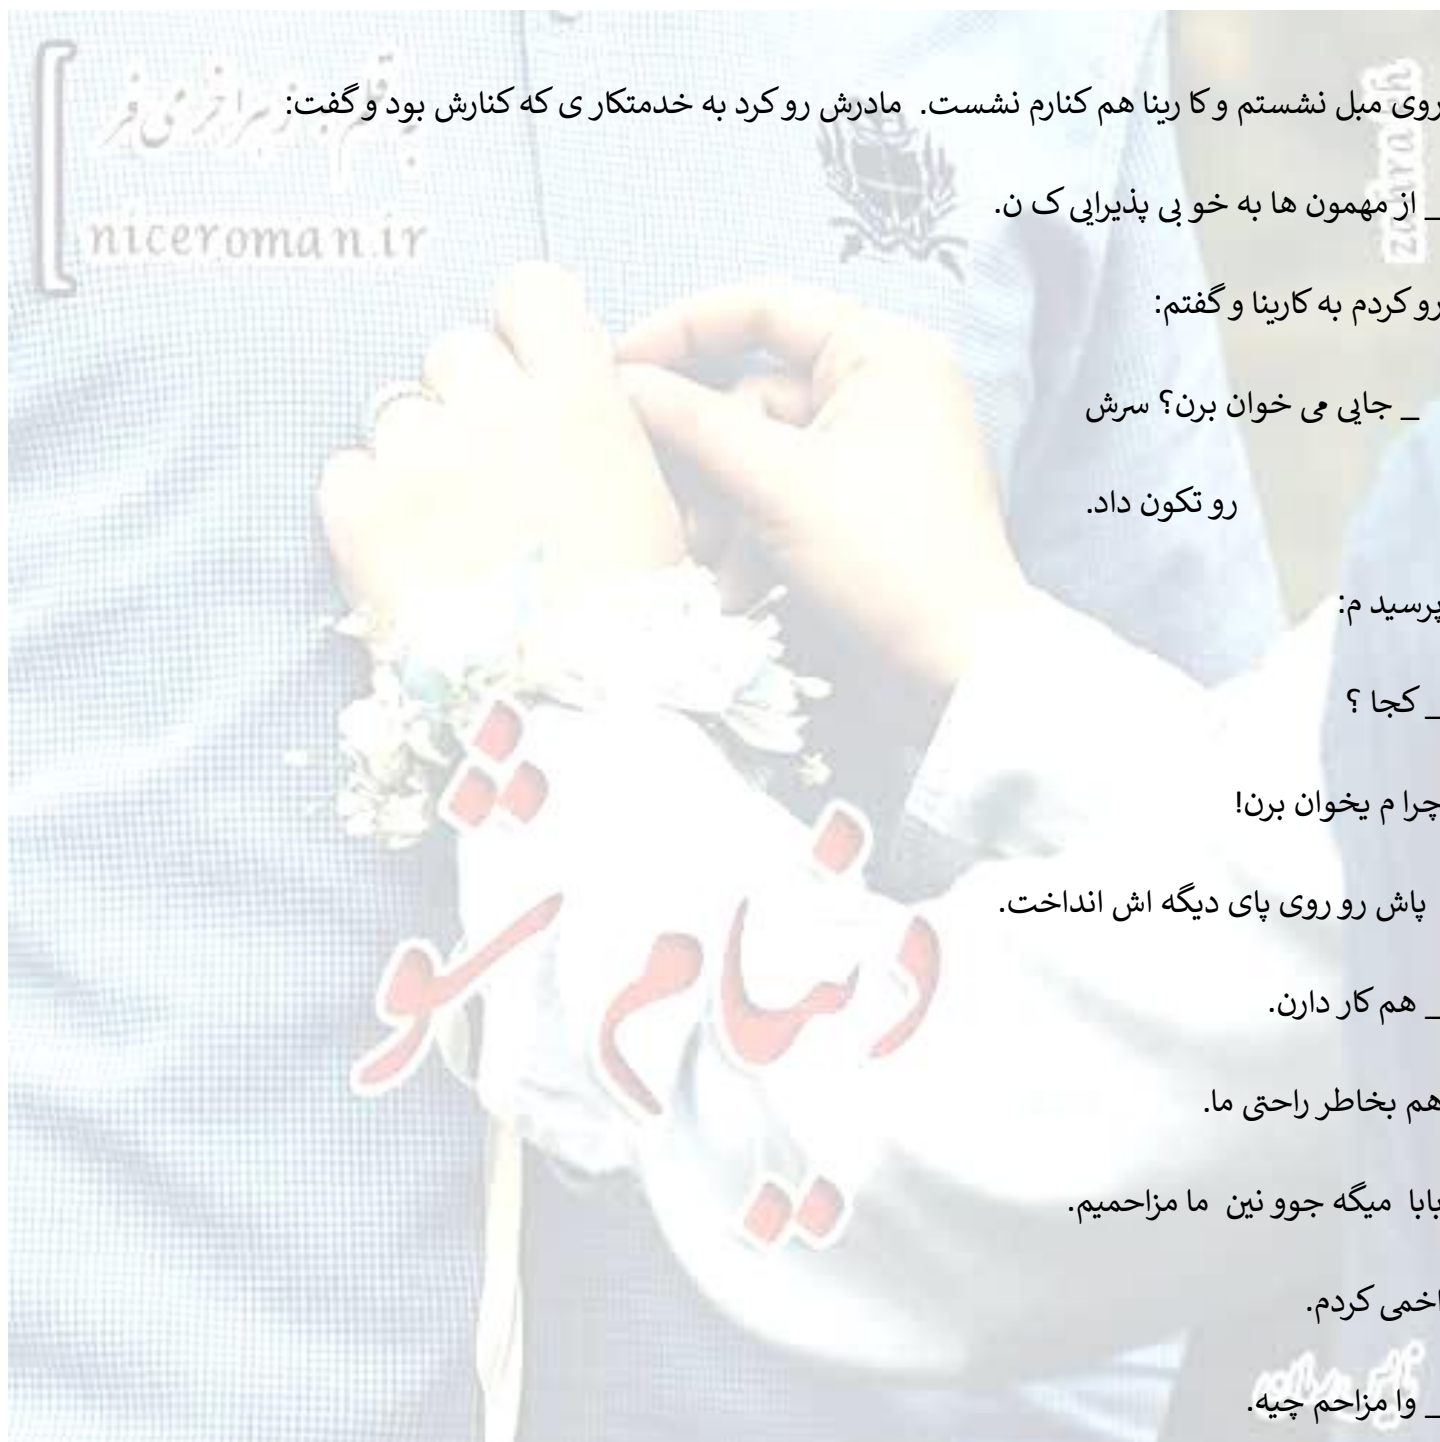 روی مبل نشستم و کا رینا هم کنارم نشست. مادرش رو کرد به خدمتکار ی که کنارش بود و گفت:
_ از مهمون ها به خو بی پذیرایی ک ن.
رو کردم به کارینا و گفتم:
_ جایی می خوان برن؟ سرش
رو تکون داد.
پرسید م:
_ کجا ؟
چرا م یخوان برن!
پاش رو روی پای دیگه اش انداخت.
_ هم کار دارن.
هم بخاطر راحتی ما.
بابا میگه جوو نین ما مزاحمیم.
اخمی کردم.
_ وا مزاحم چیه.
niceroman.ir
zahra
دنیام شو